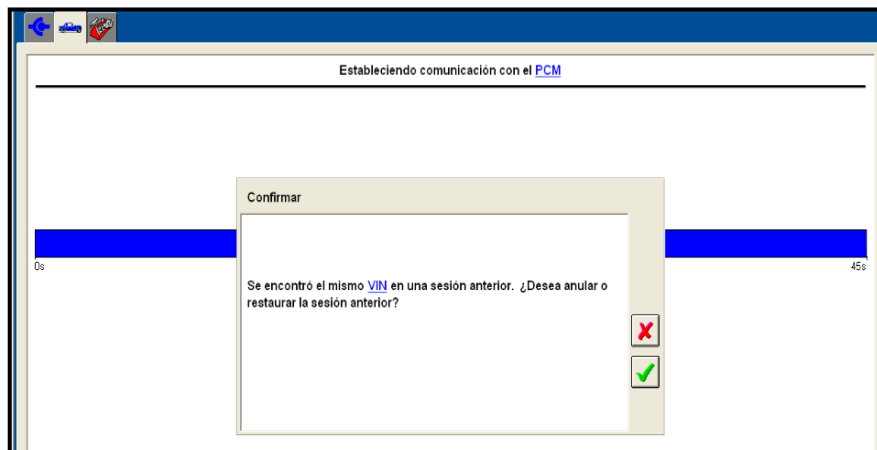 Estableciendo comunicación con el PCM
Confirmar
0s
45s
Se encontró el mismo VIN en una sesión anterior. ¿Desea anular o
restaurar la sesión anterior?